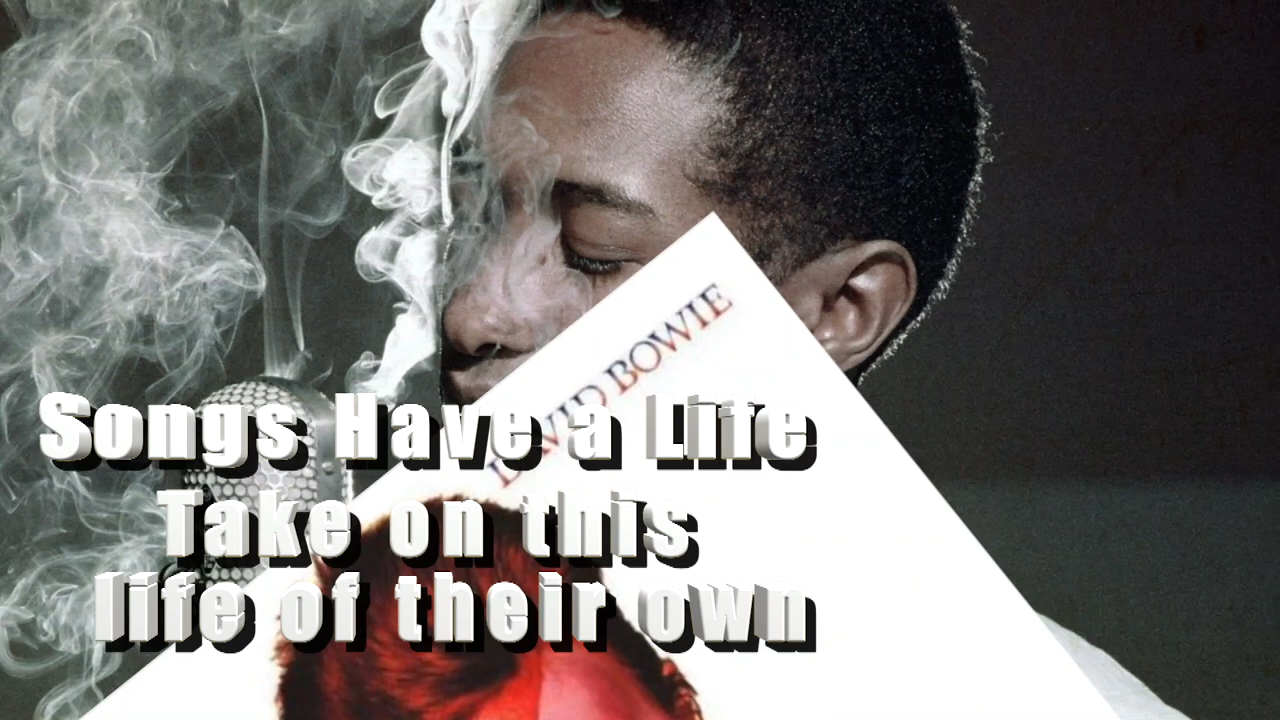 DAVID BOWIE
Songs Have a Life
Take on this
life of their own